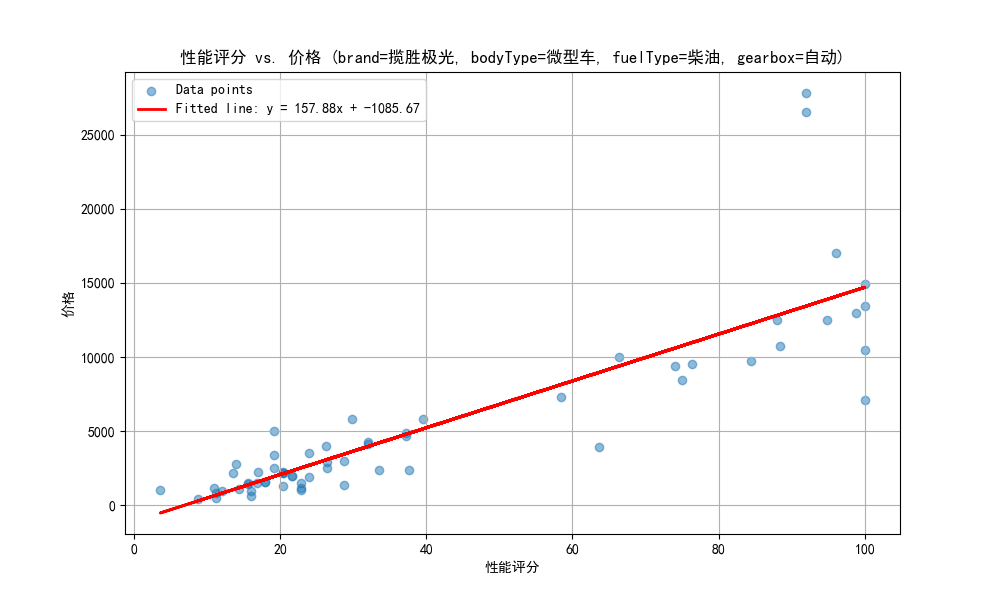 性能评分 vs. 价格 (brand=揽胜极光, bodyType=微型车, fuelType=柴油, gearbox=自动)
Data points
Fitted line: y = 157.88x + -1085.67
25000
20000
15000
10000
5000
0
价格
0 20 40 60 80 100
性能评分